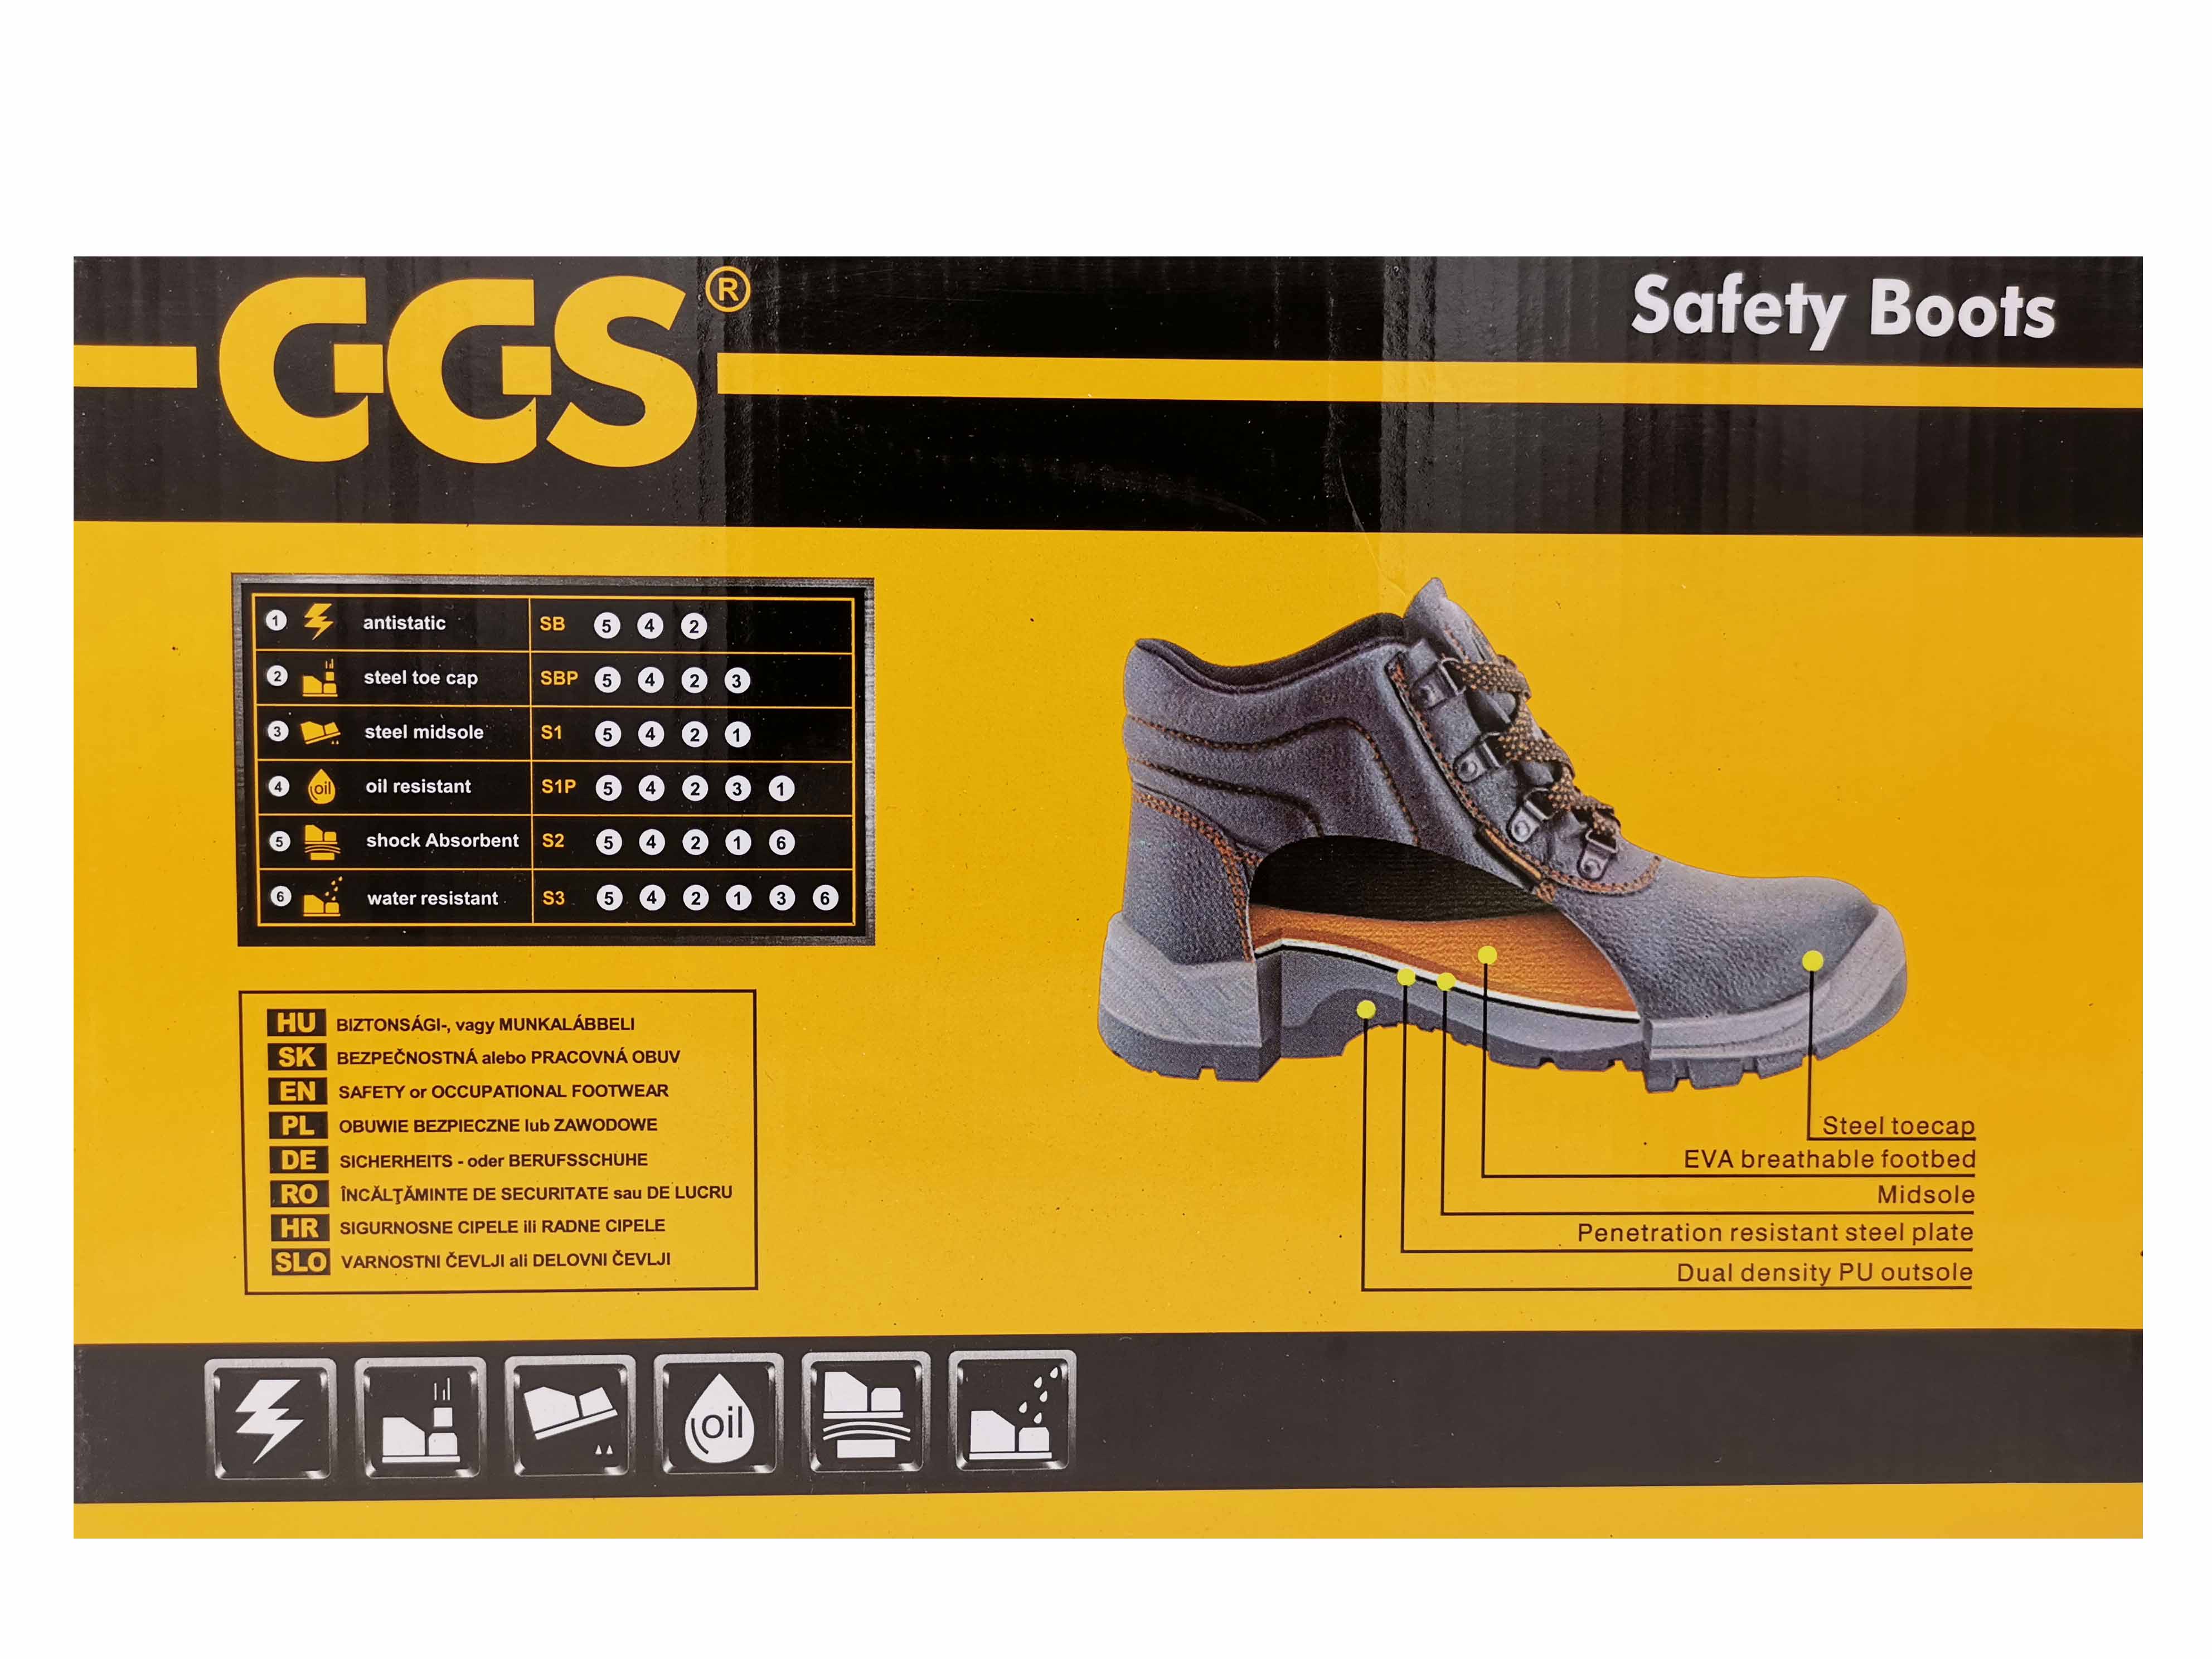 GGS®
Safety Boots
1 antistatic SB 5 4 2
2 steel toe cap SBP 5 4 2 3
3 steel midsole S1 5 4 2 1
4 oil oil resistant S1P 5 4 2 3 1
5 shock Absorbent S2 5 4 2 1 6
6 water resistant S3 5 4 2 1 3 6
HU BIZTONSÁGI-, vagy MUNKALÁBBELI
SK BEZPEČNOSTNÁ alebo PRACOVNÁ OBUV
EN SAFETY or OCCUPATIONAL FOOTWEAR
PL OBUWIE BEZPIECZNE lub ZAWODOWE
DE SICHERHEITS - oder BERUFSSCHUHE
RO ÎNCĂLŢĂMINTE DE SECURITATE sau DE LUCRU
HR SIGURNOSNE CIPELE ili RADNE CIPELE
SLO VARNOSTNI ČEVLJI ali DELOVNI ČEVLJI
Steel toecap
EVA breathable footbed
Midsole
Penetration resistant steel plate
Dual density PU outsole
oil